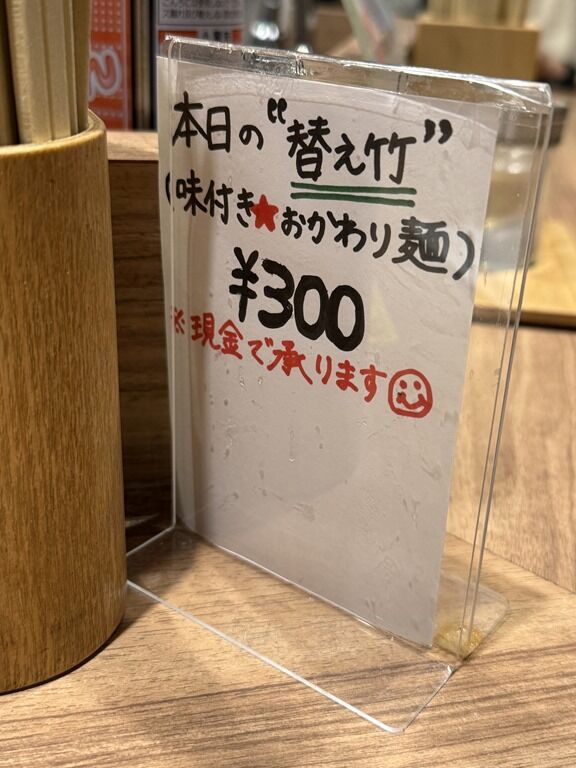 本日の“替え竹”
(味付き★おかわり麺)
¥300
※現金で承ります☺